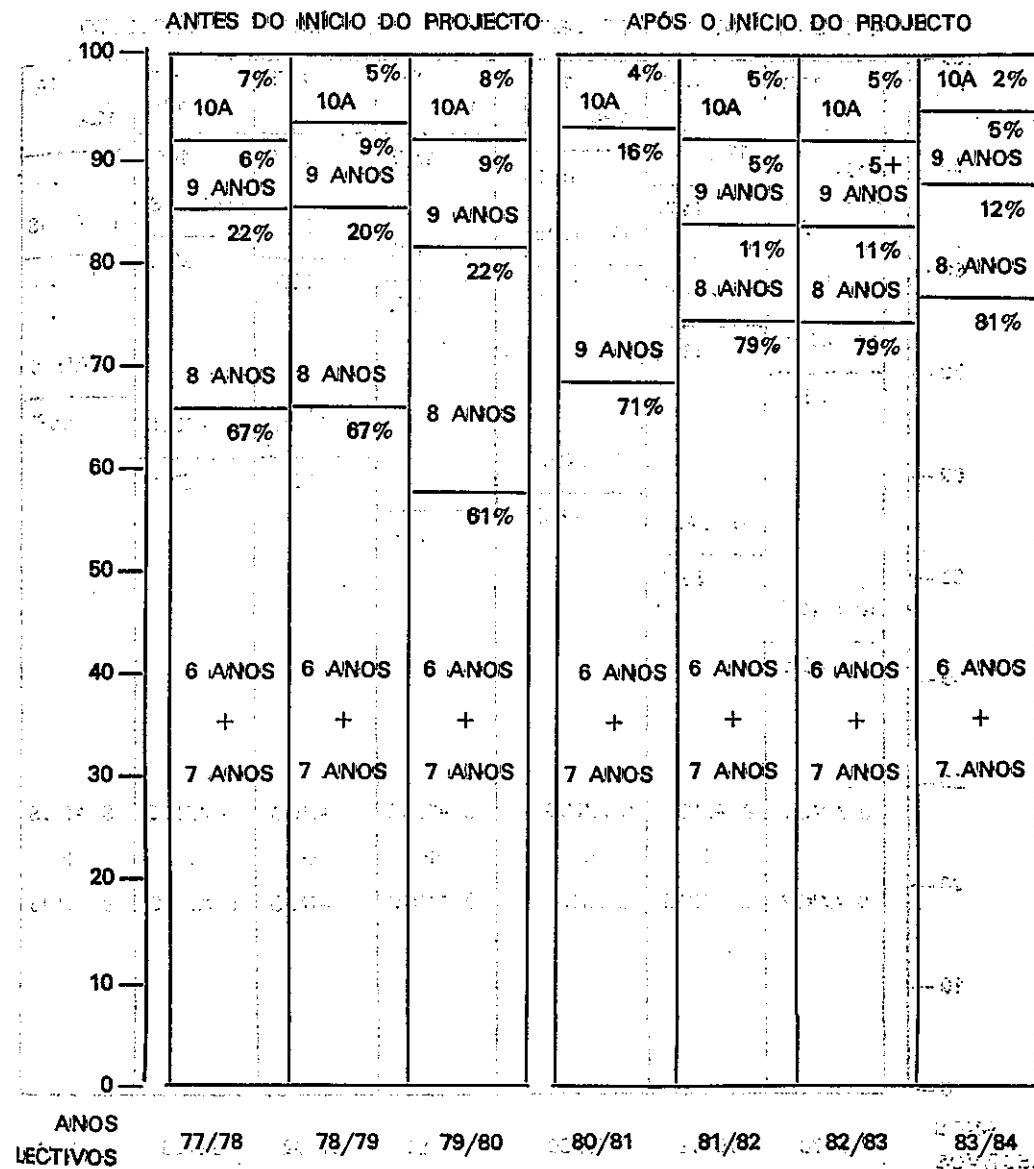 ANTES DO INÍCIO DO PROJECTO APÓS O INÍCIO DO PROJECTO
100
7% 5% 8% 4% 5% 5% 10A 2%
10A 10A 10A 10A 10A 10A
5%
90
6% 9% 9% 16% 5% 5+ 9 ANOS
9 ANOS 9 ANOS 9 ANOS 9 ANOS 9 ANOS
12%
22% 20% 11% 11%
80
22% 8 ANOS 8 ANOS 8 ANOS
81%
79% 79%
9 ANOS
70
8 ANOS 8 ANOS
8 ANOS 71%
67% 67%
60
61%
50
40
6 ANOS 6 ANOS 6 ANOS 6 ANOS 6 ANOS 6 ANOS 6 ANOS
+ + + + + + +
30
7 ANOS 7 ANOS 7 ANOS 7 ANOS 7 ANOS 7 ANOS 7 ANOS
20
10
0
ANOS
LECTIVOS
77/78 78/79 79/80 80/81 81/82 82/83 83/84